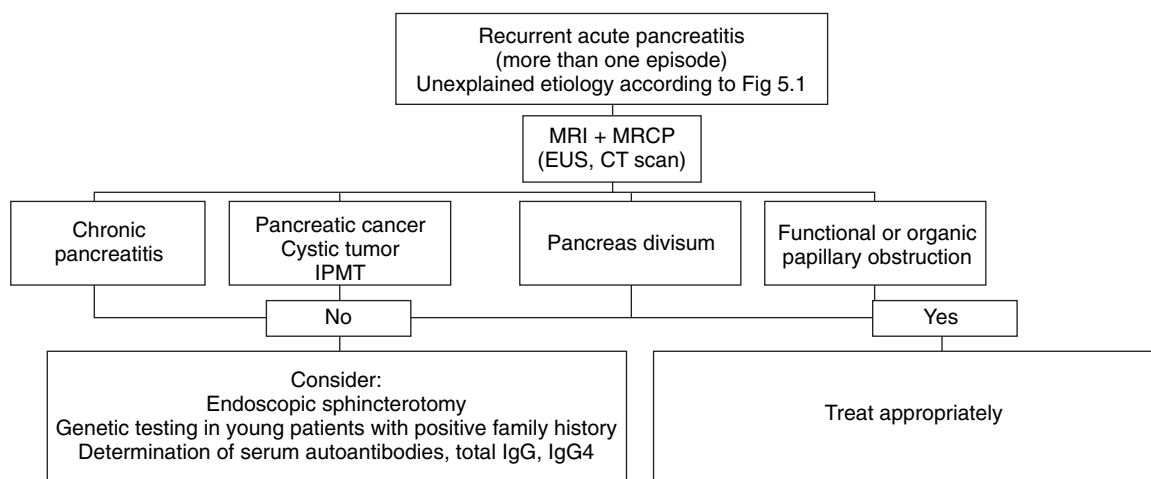 Recurrent acute pancreatitis
(more than one episode)
Unexplained etiology according to Fig 5.1
MRI + MRCP
(EUS, CT scan)
Chronic
pancreatitis
Pancreatic cancer
Cystic tumor
IPMT
Pancreas divisum
Functional or organic
papillary obstruction
No
Yes
Consider:
Endoscopic sphincterotomy
Genetic testing in young patients with positive family history
Determination of serum autoantibodies, total IgG, IgG4
Treat appropriately